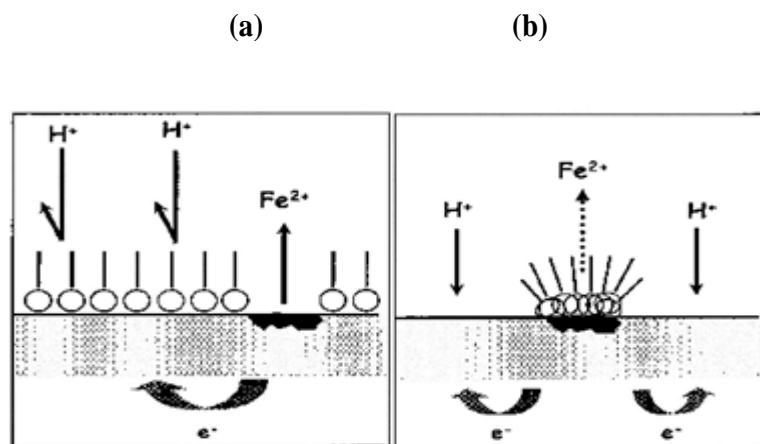 (a) (b)
H⁺ H⁺
Fe²⁺
e⁻
Fe²⁺
H⁺ H⁺
e⁻ e⁻